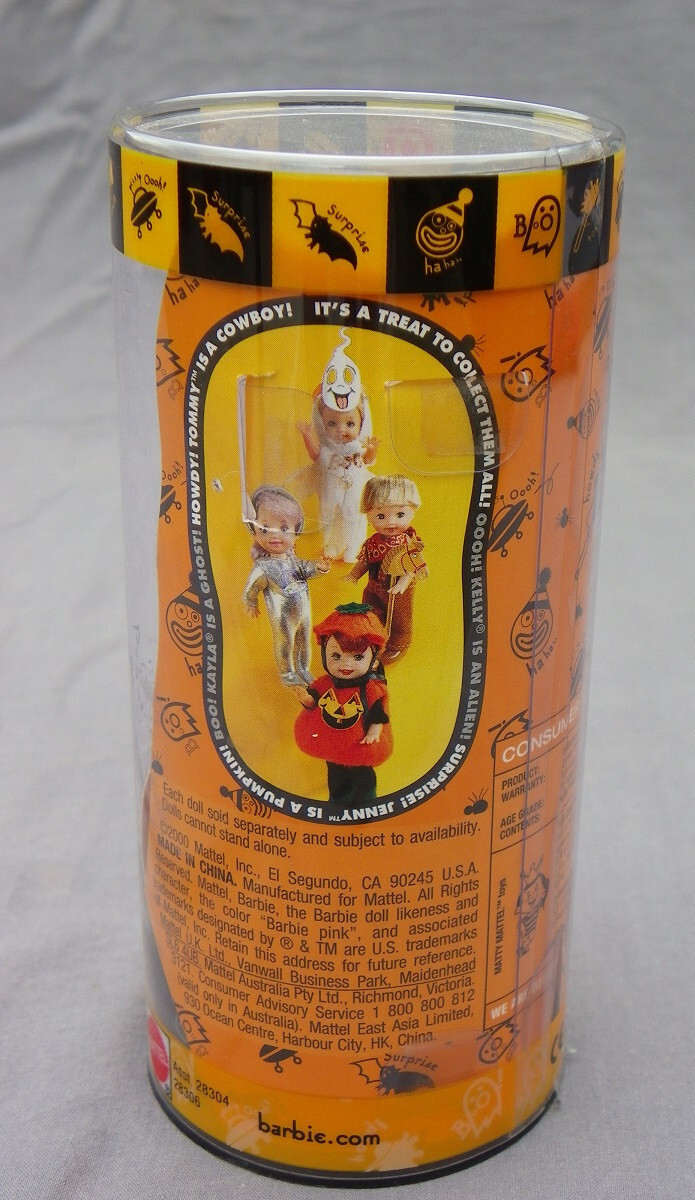 Oooh!
Surprise
Surprise
ha ha..
B
IT'S A TREAT TO COLLECT THEM ALL! OOOH! KELLY® IS AN ALIEN! SURPRISE! JENNY™ IS A PUMPKIN! BOO! KAYLA® IS A GHOST! HOWDY! TOMMY™ IS A COWBOY!
Each doll sold separately and subject to availability.
Dolls cannot stand alone.
©2000 Mattel, Inc., El Segundo, CA 90245 U.S.A.
MADE IN CHINA. Manufactured for Mattel. All Rights
Reserved. Mattel, Barbie, the Barbie doll likeness and
character, the color "Barbie pink", and associated
trademarks designated by ® & TM are U.S. trademarks
Mattel, Inc. Retain this address for future reference.
Mattel U.K. Ltd., Vanwall Business Park, Maidenhead
4UB. Mattel Australia Pty Ltd., Richmond, Victoria.
3121. Consumer Advisory Service 1 800 800 812
(valid only in Australia). Mattel East Asia Limited,
930 Ocean Centre, Harbour City, HK, China.
CONSUMER
PRODUCT:
WARRANTY:
AGE GRADE:
CONTENTS:
MATTY MATTEL™ toys
WE
Surprise
Asst. 28304
28306
barbie.com